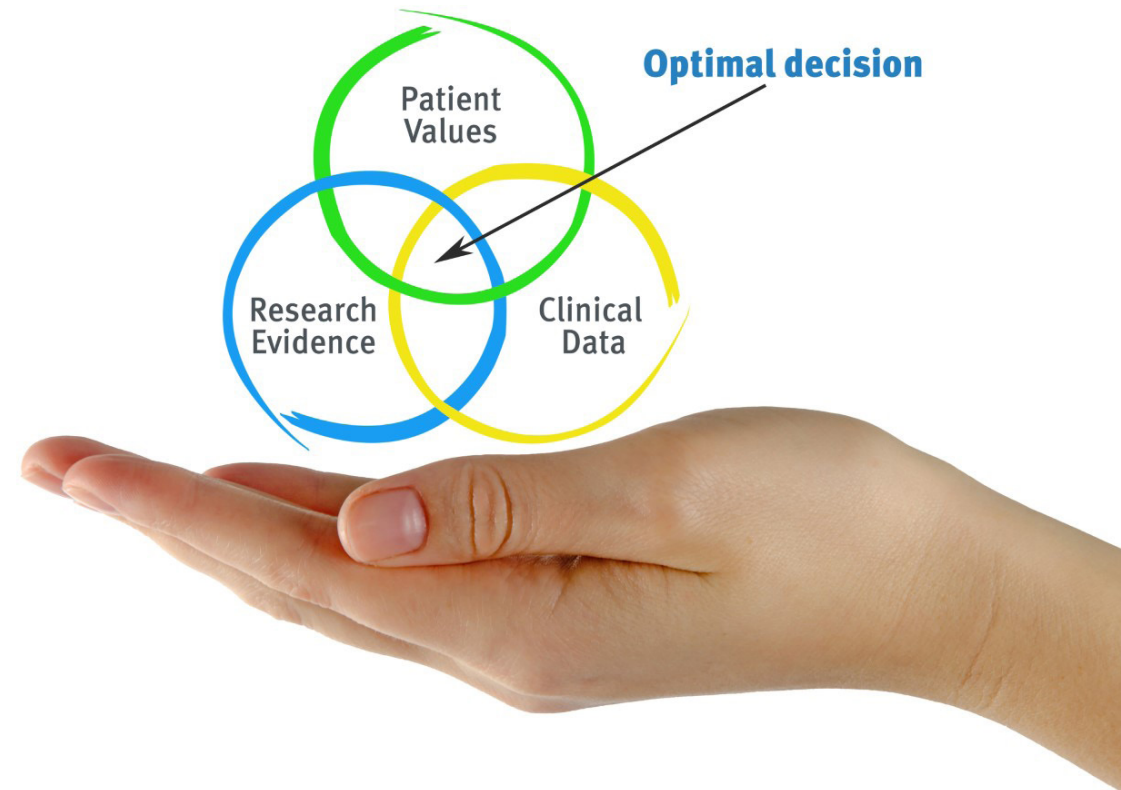 Optimal decision
Patient
Values
Research
Evidence
Clinical
Data